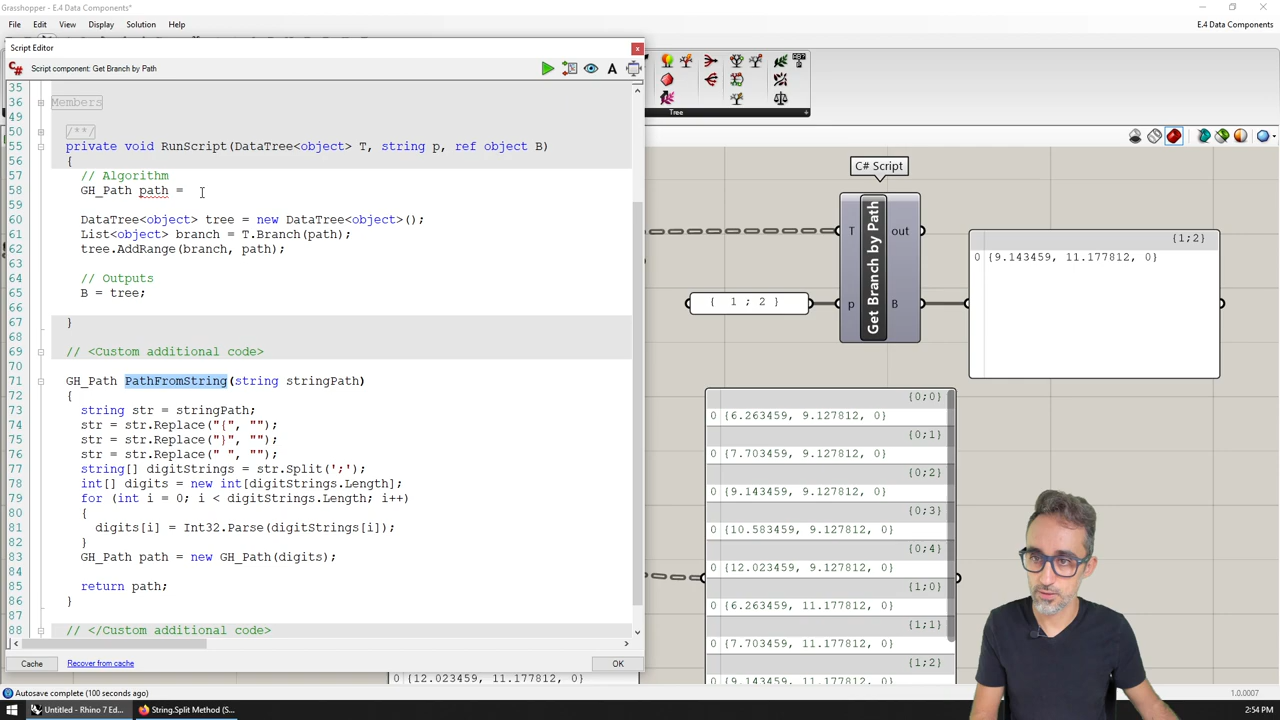 Grasshopper - E.4 Data Components*
File Edit View Display Solution Help
E.4 Data Components*
Script Editor
C# Script component: Get Branch by Path
Tree
35
36 Members
49
50 /**/
55 private void RunScript(DataTree<object> T, string p, ref object B)
56 {
57 // Algorithm
58 GH_Path path =
59
60 DataTree<object> tree = new DataTree<object>();
61 List<object> branch = T.Branch(path);
62 tree.AddRange(branch, path);
63
64 // Outputs
65 B = tree;
66
67 }
68
69 // <Custom additional code>
70
71 GH_Path PathFromString(string stringPath)
72 {
73 string str = stringPath;
74 str = str.Replace("{", "");
75 str = str.Replace("}", "");
76 str = str.Replace(" ", "");
77 string[] digitStrings = str.Split(';');
78 int[] digits = new int[digitStrings.Length];
79 for (int i = 0; i < digitStrings.Length; i++)
80 {
81 digits[i] = Int32.Parse(digitStrings[i]);
82 }
83 GH_Path path = new GH_Path(digits);
84
85 return path;
86 }
87
88 // </Custom additional code>
Cache Recover from cache OK
C# Script
T
p
Get Branch by Path
out
B
{ 1 ; 2 }
{1;2}
0 {9.143459, 11.177812, 0}
{0;0}
0 {6.263459, 9.127812, 0}
{0;1}
0 {7.703459, 9.127812, 0}
{0;2}
0 {9.143459, 9.127812, 0}
{0;3}
0 {10.583459, 9.127812, 0}
{0;4}
0 {12.023459, 9.127812, 0}
{1;0}
0 {6.263459, 11.177812, 0}
{1;1}
0 {7.703459, 11.177812, 0}
{1;2}
0 {9.143459, 11.177812, 0}
0 {12.023459, 11.177812, 0}
Autosave complete (100 seconds ago)
1.0.0007
Untitled - Rhino 7 Edu...
String.Split Method (S...
2:54 PM